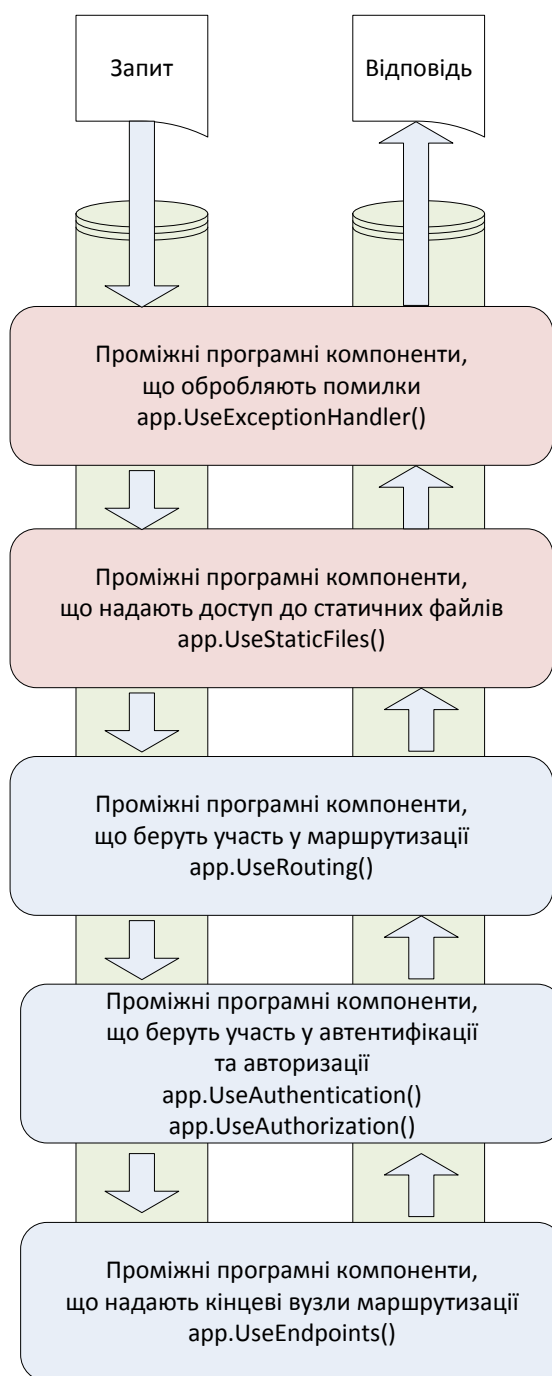 Запит
Відповідь
Проміжні програмні компоненти,
що обробляють помилки
app.UseExceptionHandler()
Проміжні програмні компоненти,
що надають доступ до статичних файлів
app.UseStaticFiles()
Проміжні програмні компоненти,
що беруть участь у маршрутизації
app.UseRouting()
Проміжні програмні компоненти,
що беруть участь у автентифікації
та авторизації
app.UseAuthentication()
app.UseAuthorization()
Проміжні програмні компоненти,
що надають кінцеві вузли маршрутизації
app.UseEndpoints()